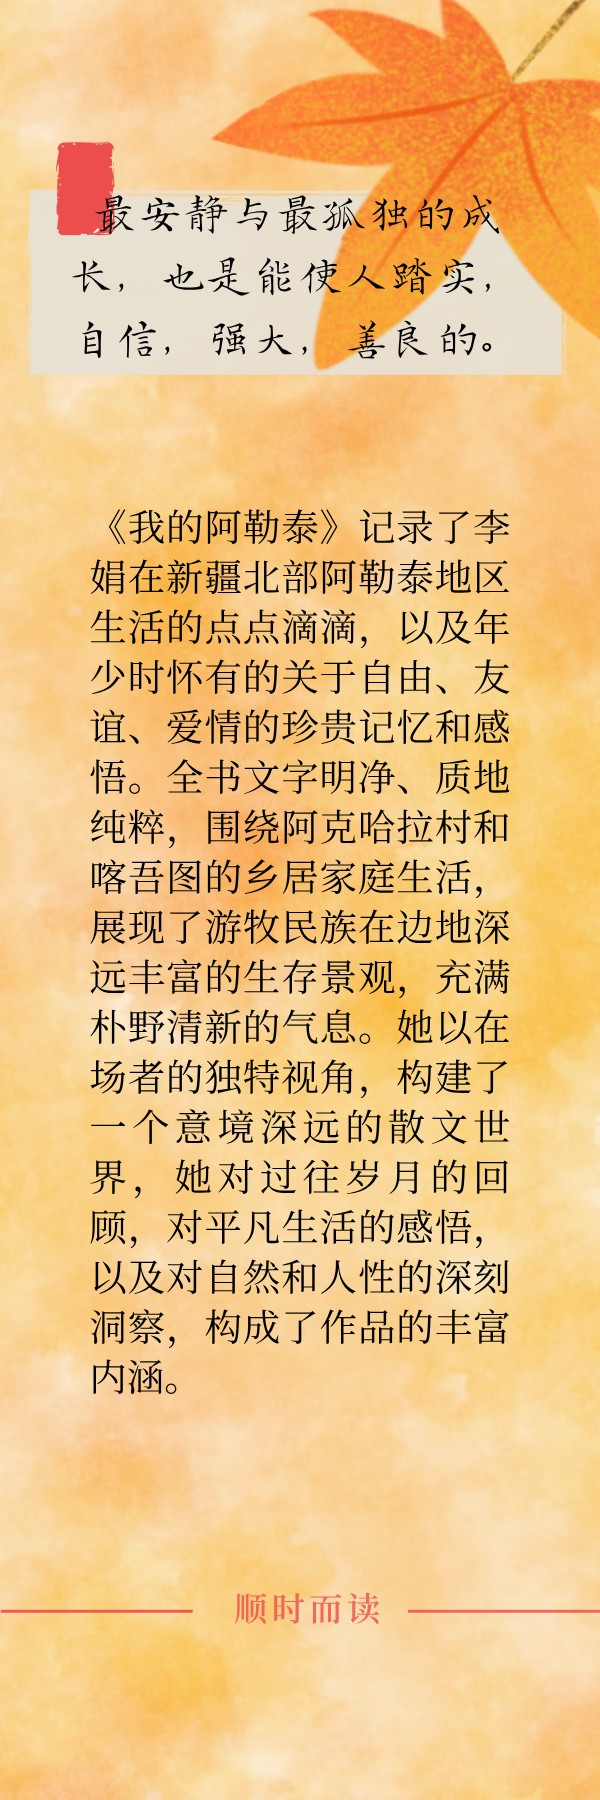 最安静与最孤独的成
长，也是能使人踏实，
自信，强大，善良的。
《我的阿勒泰》记录了李
娟在新疆北部阿勒泰地区
生活的点点滴滴，以及年
少时怀有的关于自由、友
谊、爱情的珍贵记忆和感
悟。全书文字明净、质地
纯粹，围绕阿克哈拉村和
喀吾图的乡居家庭生活，
展现了游牧民族在边地深
远丰富的生存景观，充满
朴野清新的气息。她以在
场者的独特视角，构建了
一个意境深远的散文世
界，她对过往岁月的回
顾，对平凡生活的感悟，
以及对自然和人性的深刻
洞察，构成了作品的丰富
内涵。
顺时而读